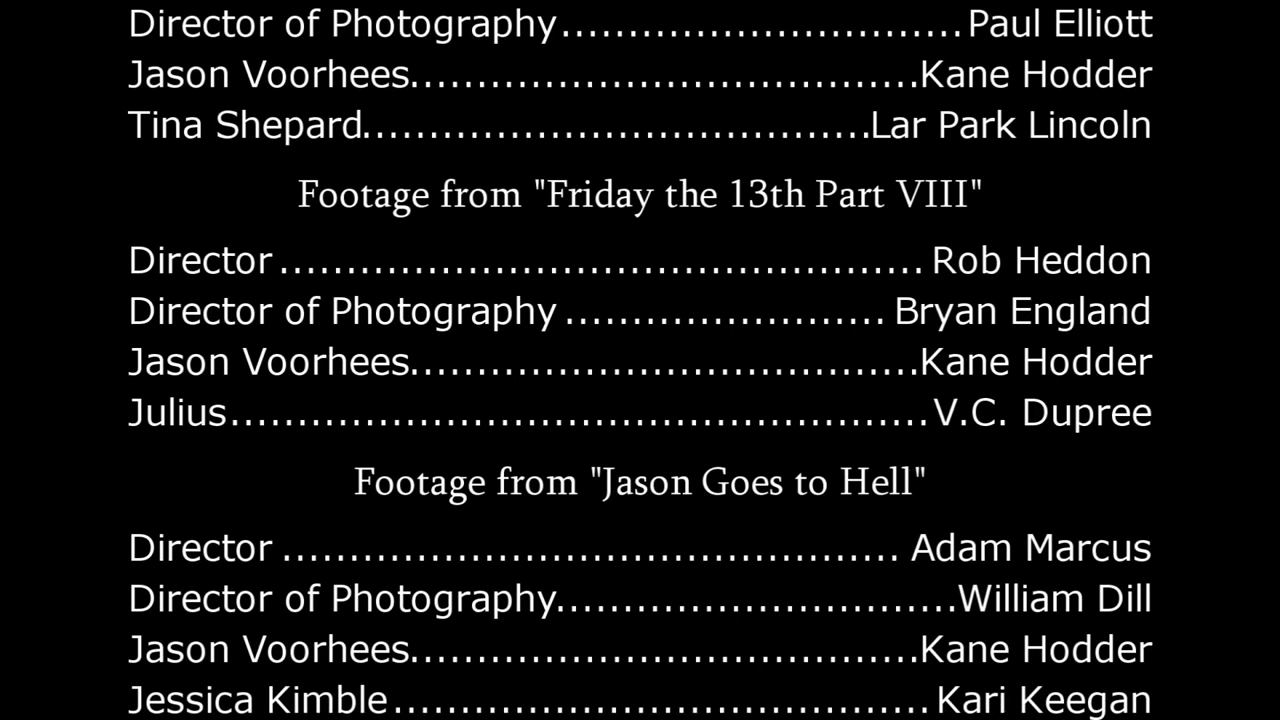 Director of Photography..............................Paul Elliott
Jason Voorhees......................................Kane Hodder
Tina Shepard......................................Lar Park Lincoln
Footage from "Friday the 13th Part VIII"
Director................................................Rob Heddon
Director of Photography........................Bryan England
Jason Voorhees......................................Kane Hodder
Julius....................................................V.C. Dupree
Footage from "Jason Goes to Hell"
Director..............................................Adam Marcus
Director of Photography..............................William Dill
Jason Voorhees......................................Kane Hodder
Jessica Kimble........................................Kari Keegan